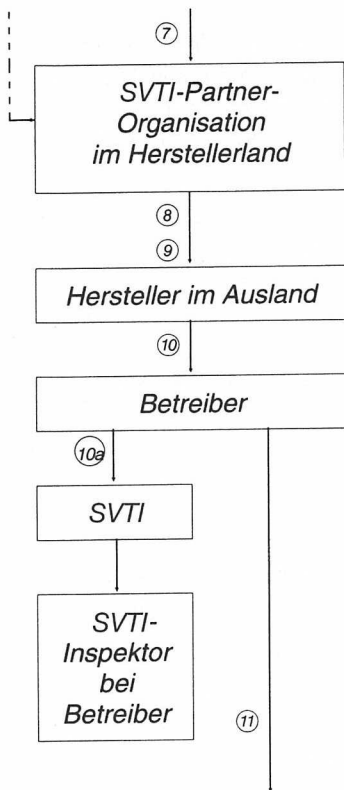 7
SVTI-Partner-
Organisation
im Herstellerland
8
9
Hersteller im Ausland
10
Betreiber
10a
SVTI
SVTI-
Inspektor
bei
Betreiber
11